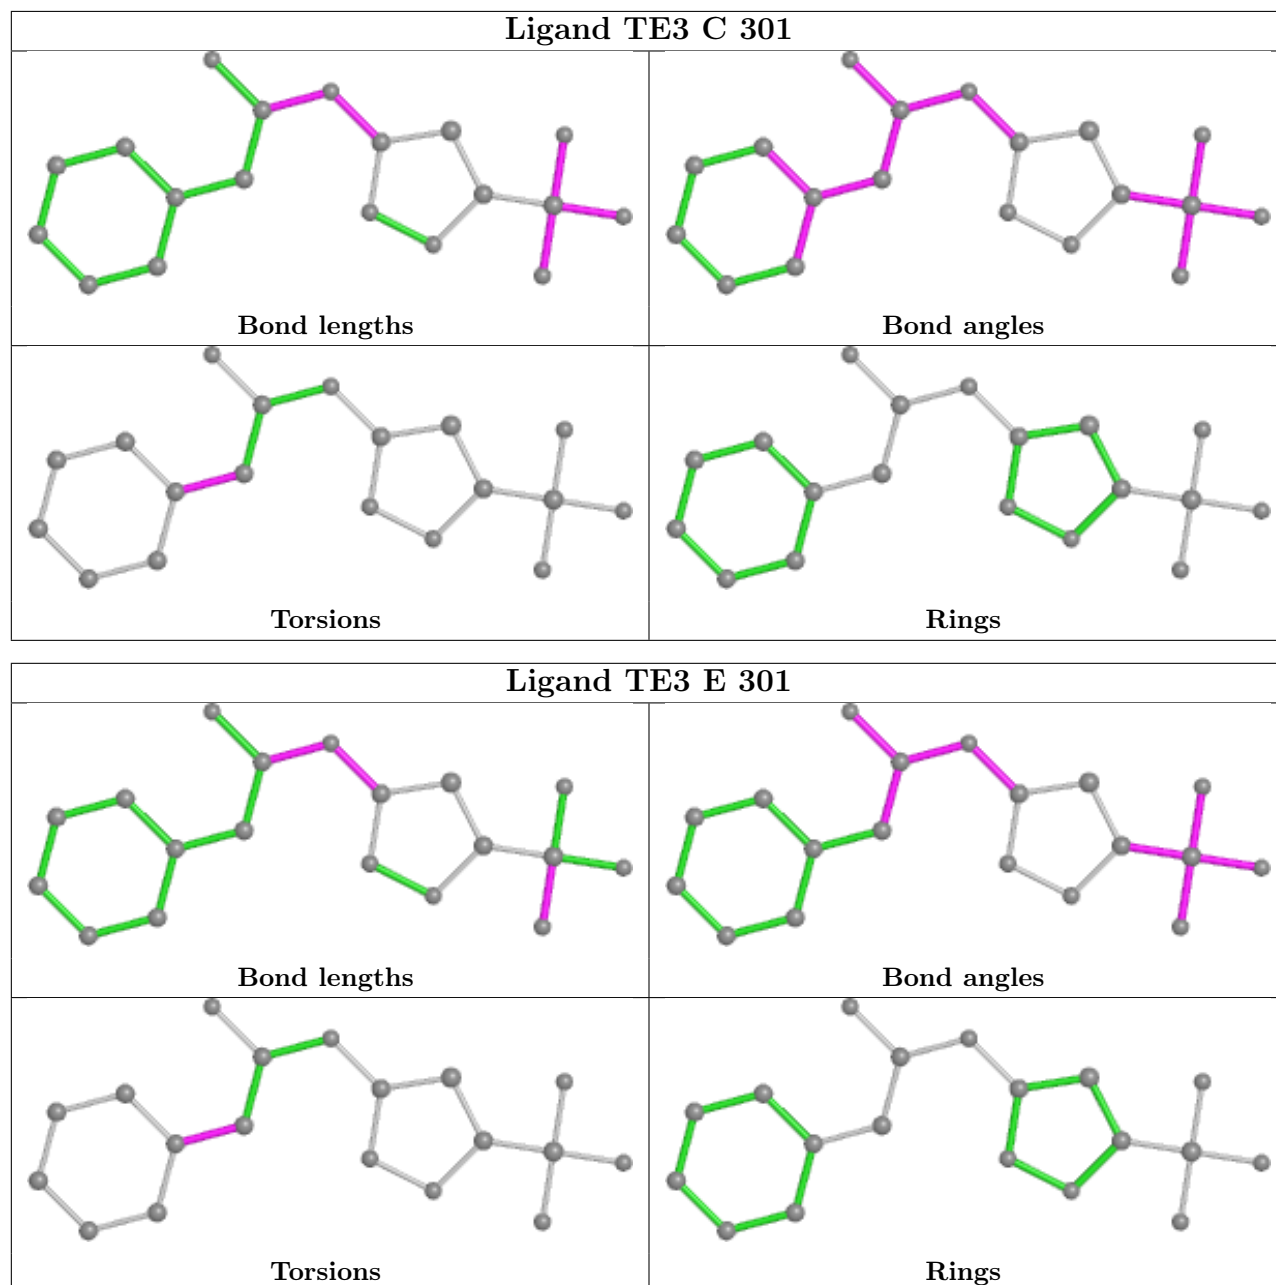 Ligand TE3 C 301
Bond lengths
Bond angles
Torsions
Rings
Ligand TE3 E 301
Bond lengths
Bond angles
Torsions
Rings